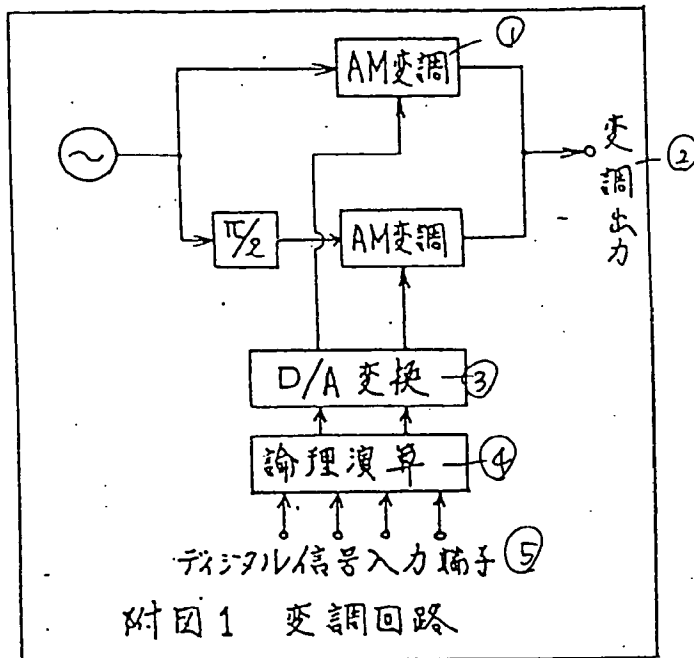 ①
AM変調
変調出力 ②
π/2
AM変調
D/A 変換 ③
論理演算 ④
ディジタル信号入力端子 ⑤
附図1 変調回路